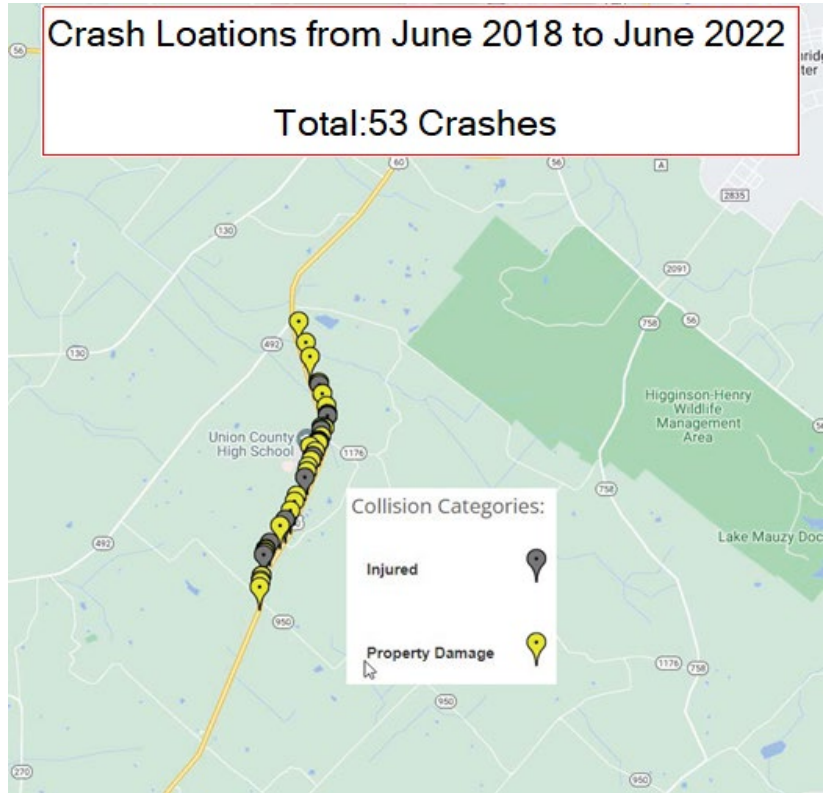 Crash Loations from June 2018 to June 2022
Total:53 Crashes
56
60
56
A
2835
130
2091
758
56
492
130
Higginson-Henry
Wildlife
Management
Area
Union County
High School
1176
758
Collision Categories:
492
Lake Mauzy Doc
Injured
950
Property Damage
1176
758
950
270
950